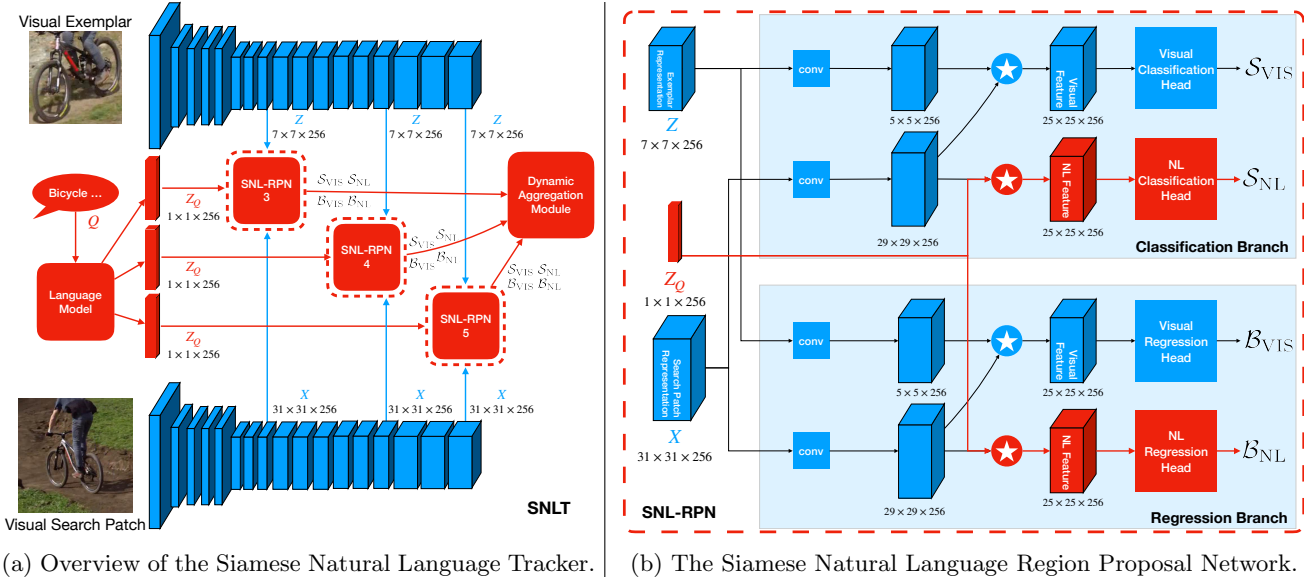 Visual Exemplar
Z
7 × 7 × 256
Z
7 × 7 × 256
Z
7 × 7 × 256
Bicycle ...
Q
Language
Model
Z_Q
1 × 1 × 256
Z_Q
1 × 1 × 256
Z_Q
1 × 1 × 256
SNL-RPN
3
S_VIS S_NL
B_VIS B_NL
SNL-RPN
4
S_VIS S_NL
B_VIS B_NL
SNL-RPN
5
S_VIS S_NL
B_VIS B_NL
Dynamic
Aggregation
Module
X
31 × 31 × 256
X
31 × 31 × 256
X
31 × 31 × 256
Visual Search Patch
SNLT
(a) Overview of the Siamese Natural Language Tracker.
Exemplar
Representation
Z
7 × 7 × 256
Z_Q
1 × 1 × 256
Search Patch
Representation
X
31 × 31 × 256
SNL-RPN
conv
5 × 5 × 256
Visual
Feature
25 × 25 × 256
Visual
Classification
Head
S_VIS
conv
29 × 29 × 256
NL Feature
25 × 25 × 256
NL
Classification
Head
S_NL
Classification Branch
conv
5 × 5 × 256
Visual
Feature
25 × 25 × 256
Visual
Regression
Head
B_VIS
conv
29 × 29 × 256
NL Feature
25 × 25 × 256
NL
Regression
Head
B_NL
Regression Branch
(b) The Siamese Natural Language Region Proposal Network.